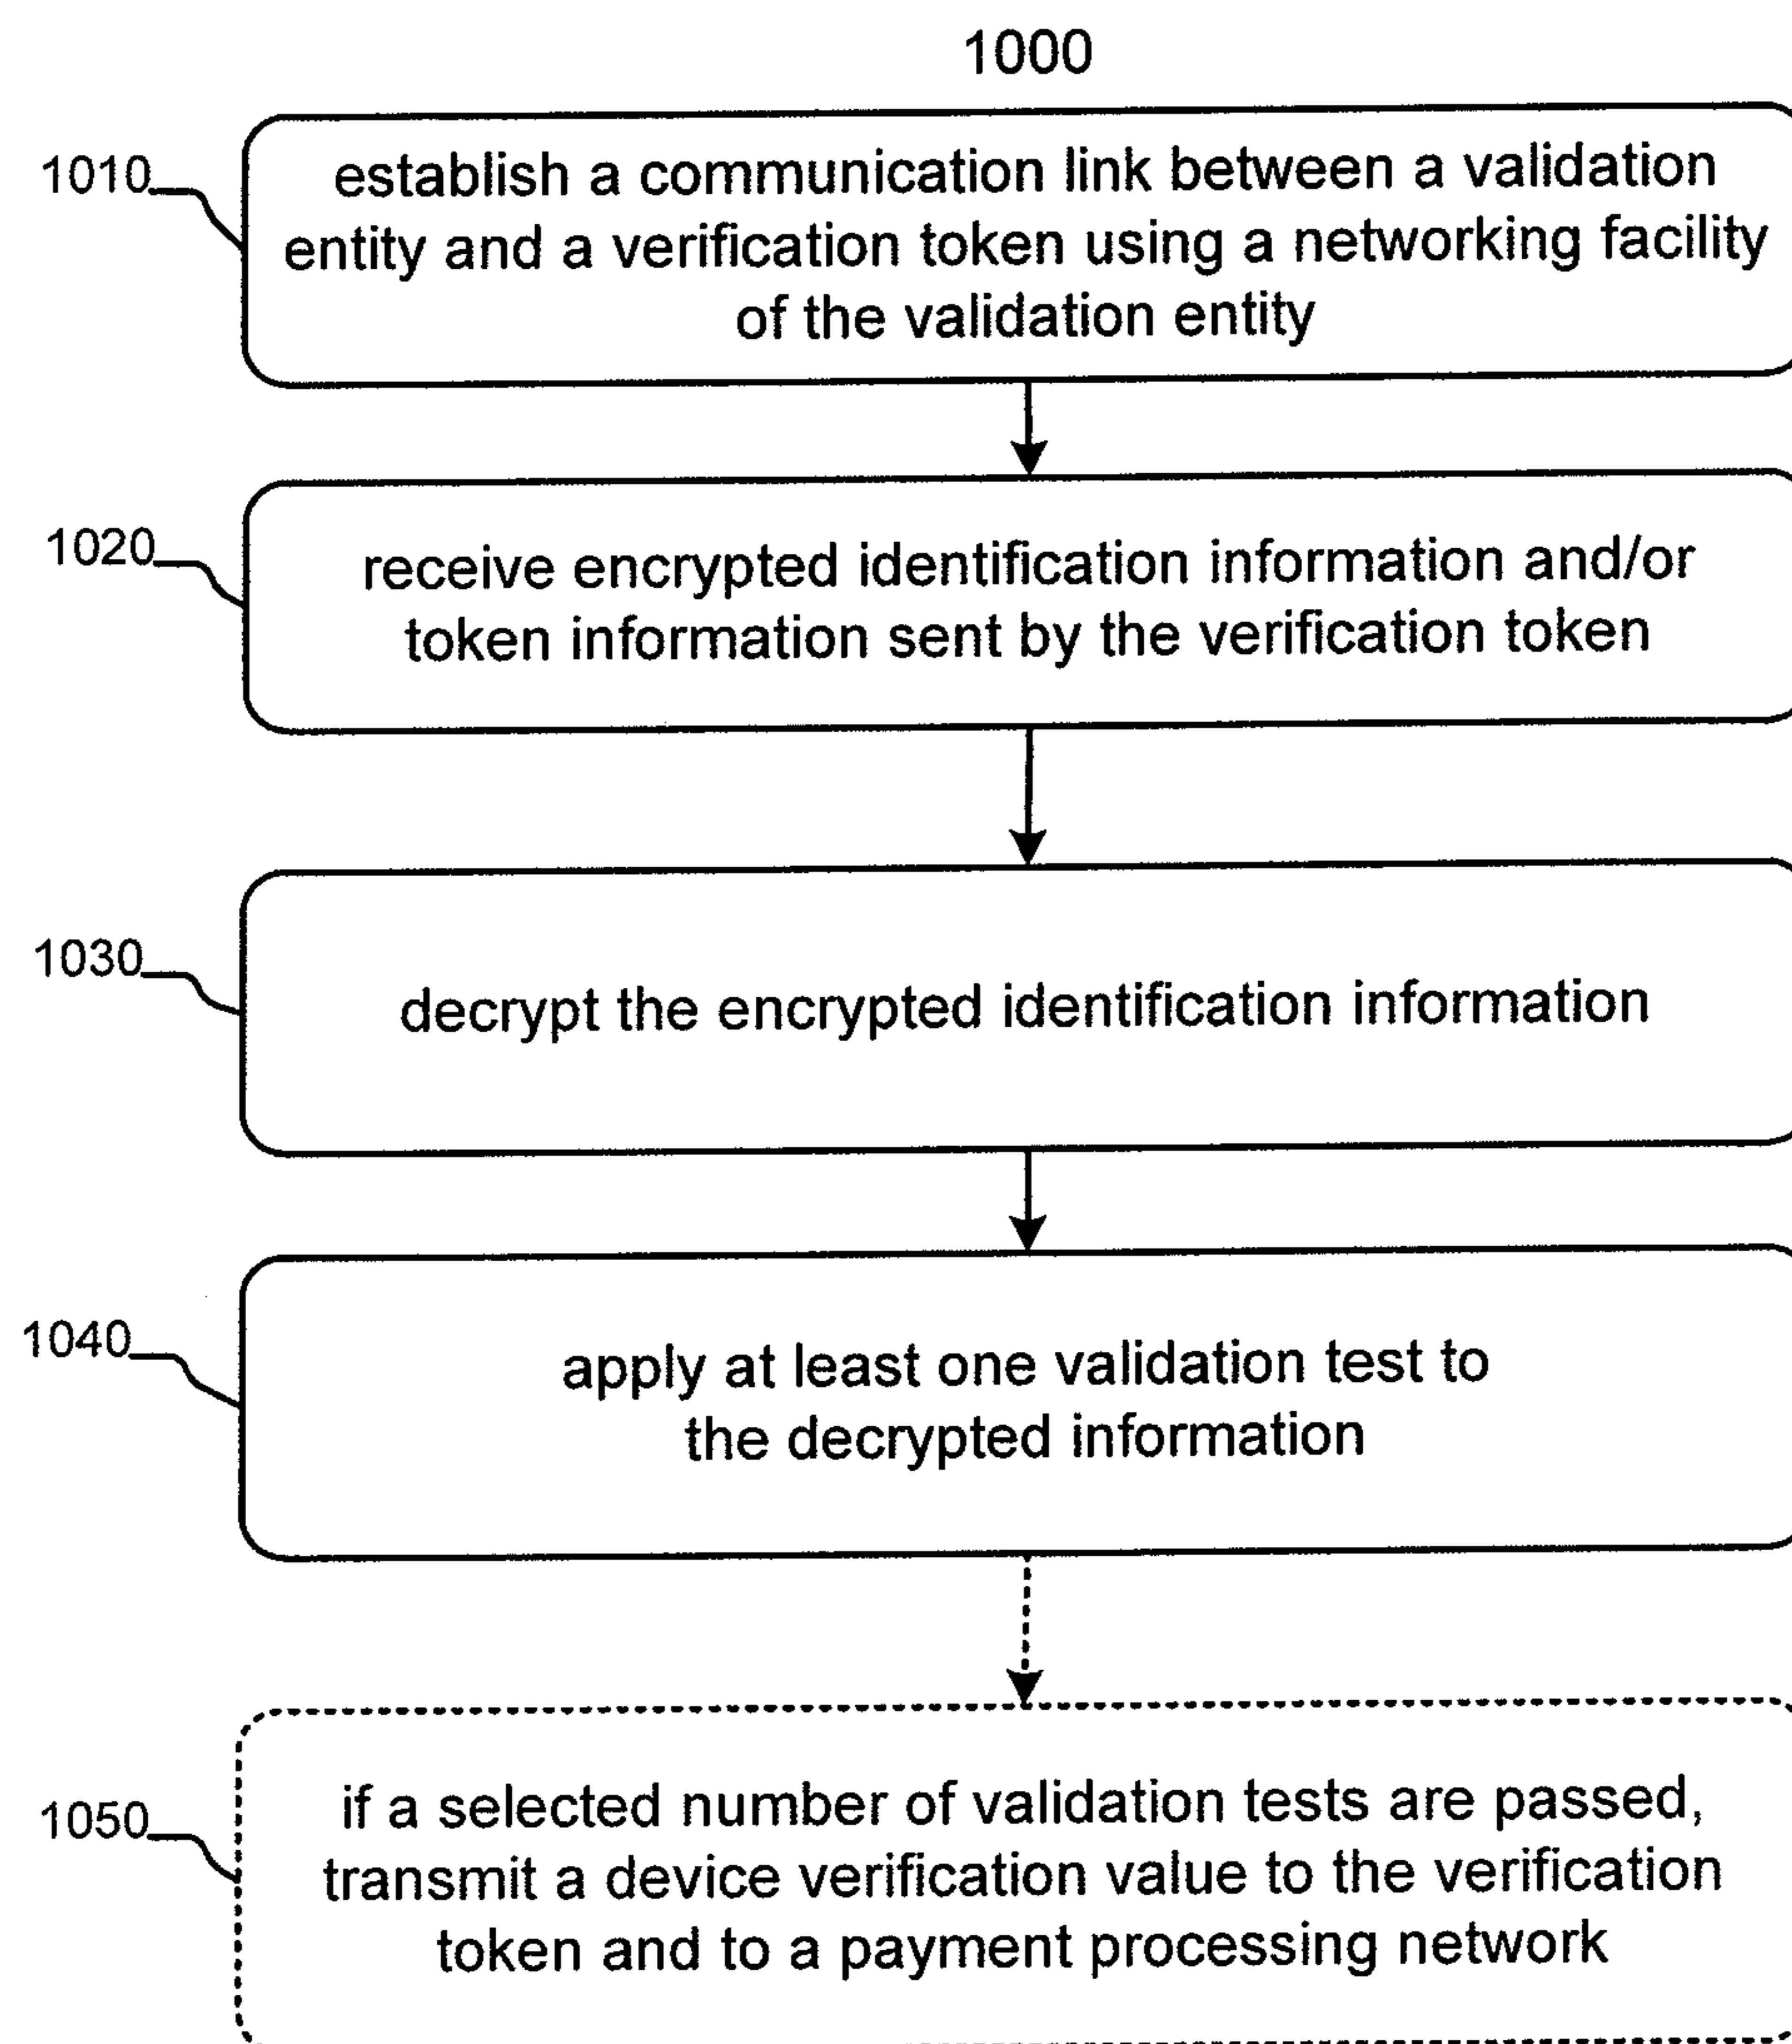 1000
1010
establish a communication link between a validation
entity and a verification token using a networking facility
of the validation entity
1020
receive encrypted identification information and/or
token information sent by the verification token
1030
decrypt the encrypted identification information
1040
apply at least one validation test to
the decrypted information
1050
if a selected number of validation tests are passed,
transmit a device verification value to the verification
token and to a payment processing network